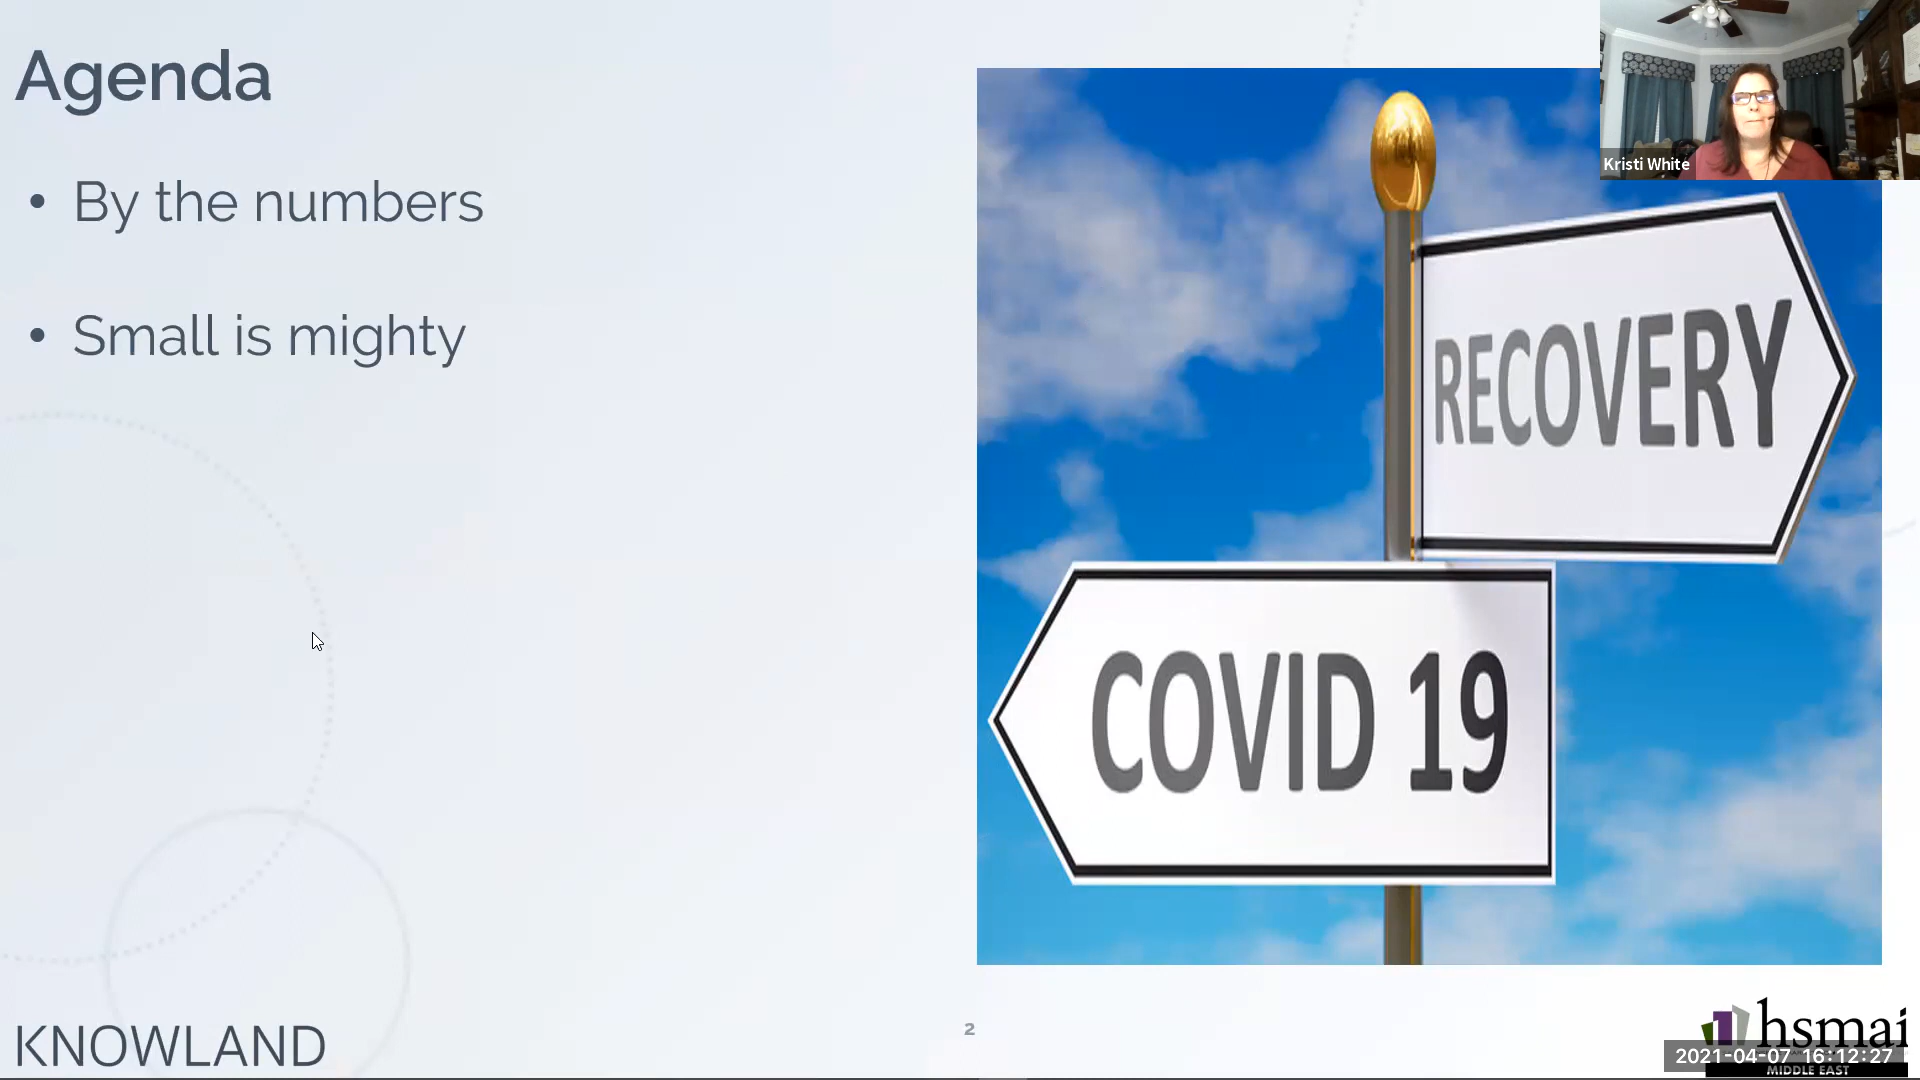 Agenda
• By the numbers
• Small is mighty
Kristi White
RECOVERY
COVID 19
KNOWLAND
2
hsmai
2021-04-07 16:12:27
MIDDLE EAST